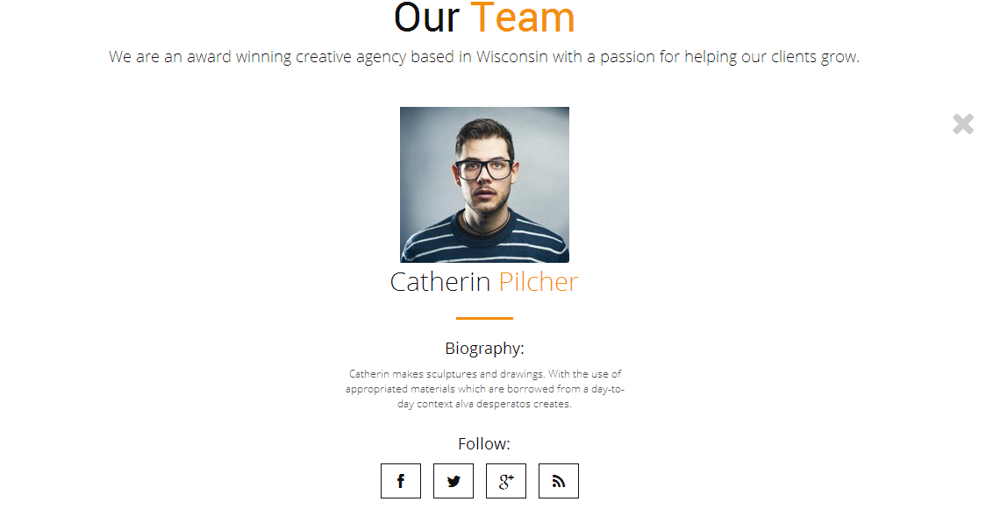 Our Team
We are an award winning creative agency based in Wisconsin with a passion for helping our clients grow.
Catherin Pilcher
Biography:
Catherin makes sculptures and drawings. With the use of
appropriated materials which are borrowed from a day-to-
day context alva desperatos creates.
Follow: